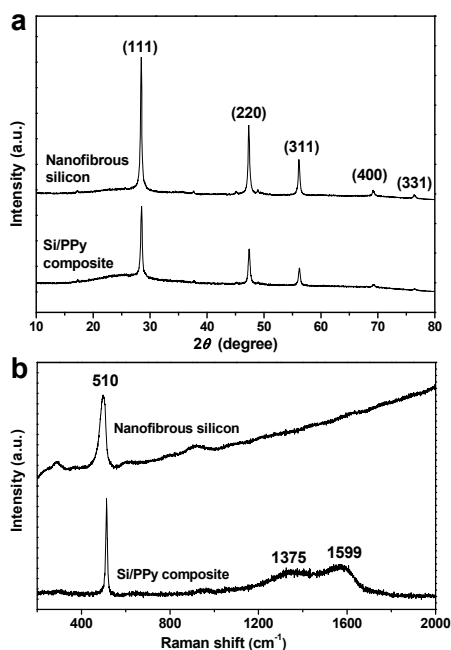 a
(111)
(220)
(311)
(400)
(331)
Nanofibrous
silicon
Si/PPy
composite
Intensity (a.u.)
10 20 30 40 50 60 70 80
2θ (degree)
b
510
Nanofibrous silicon
Si/PPy composite
1375
1599
Intensity (a.u.)
400 800 1200 1600 2000
Raman shift (cm⁻¹)